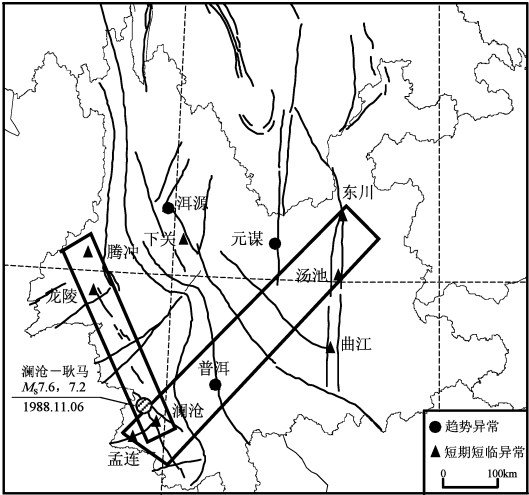 东川
洱源
下关
元谋
腾冲
汤池
龙陵
曲江
澜沧－耿马
Ms7.6，7.2
1988.11.06
普洱
澜沧
孟连
趋势异常
短期短临异常
0 100km